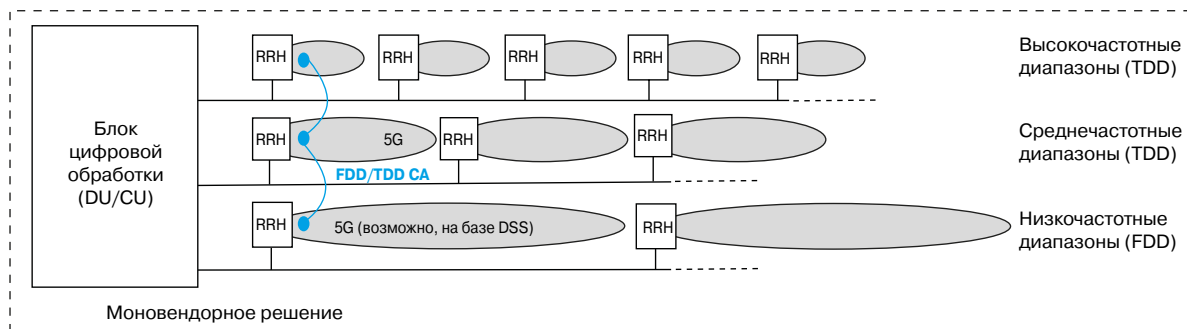 RRH RRH RRH RRH RRH
Высокочастотные
диапазоны (TDD)
Блок
цифровой
обработки
(DU/CU)
RRH 5G RRH RRH
Среднечастотные
диапазоны (TDD)
FDD/TDD CA
RRH 5G (возможно, на базе DSS) RRH
Низкочастотные
диапазоны (FDD)
Моновендорное решение